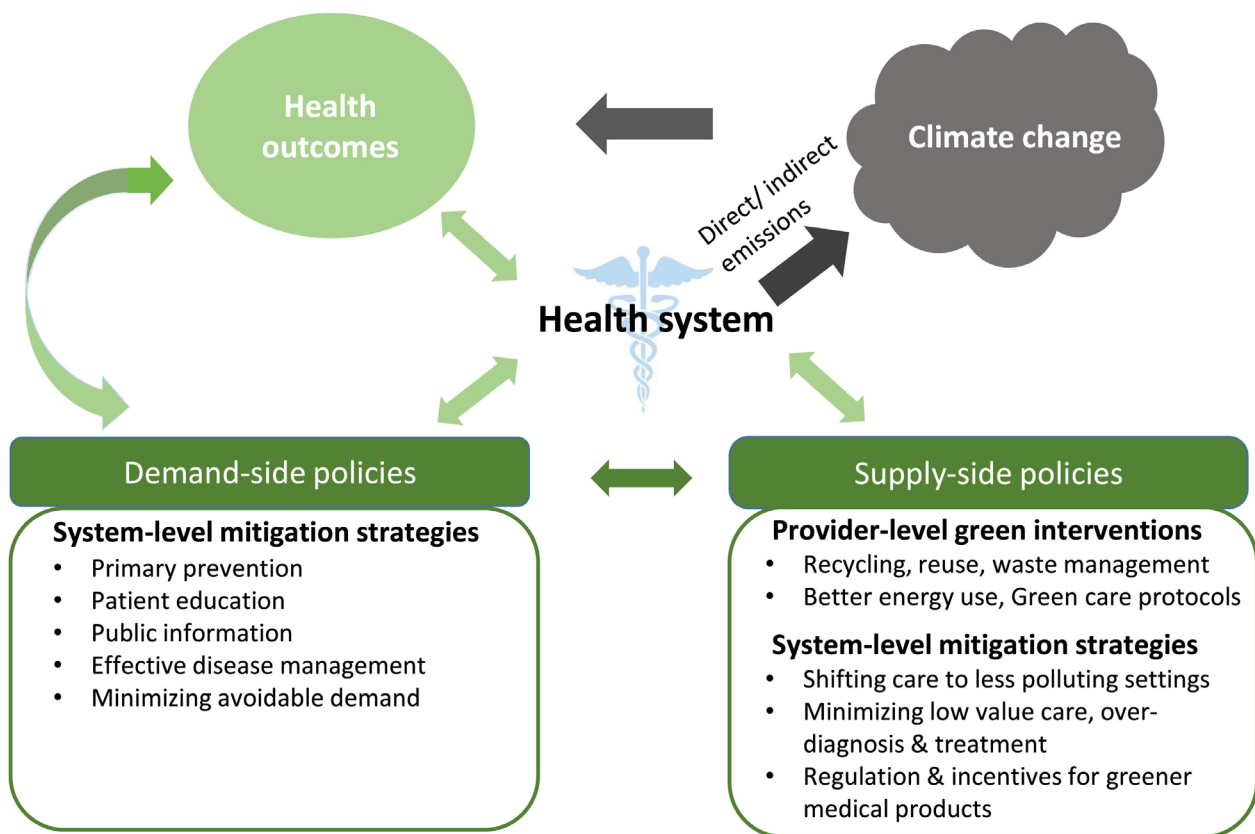 Health
outcomes
Climate change
Direct/ indirect
emissions
Health system
Demand-side policies
System-level mitigation strategies
• Primary prevention
• Patient education
• Public information
• Effective disease management
• Minimizing avoidable demand
Supply-side policies
Provider-level green interventions
• Recycling, reuse, waste management
• Better energy use, Green care protocols
System-level mitigation strategies
• Shifting care to less polluting settings
• Minimizing low value care, over-
diagnosis & treatment
• Regulation & incentives for greener
medical products